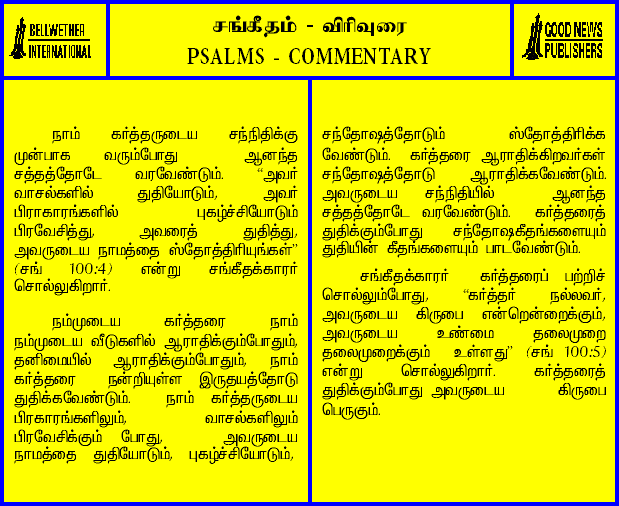 BELLWETHER
INTERNATIONAL
சங்கீதம் - விரிவுரை
PSALMS - COMMENTARY
GOOD NEWS
PUBLISHERS
நாம் கர்த்தருடைய சந்நிதிக்கு
முன்பாக வரும்போது ஆனந்த
சத்தத்தோடே வரவேண்டும். “அவர்
வாசல்களில் துதியோடும், அவர்
பிராகாரங்களில் புகழ்ச்சியோடும்
பிரவேசித்து, அவரைத் துதித்து,
அவருடைய நாமத்தை ஸ்தோத்திரியுங்கள்”
(சங் 100:4) என்று சங்கீதக்காரர்
சொல்லுகிறார்.
நம்முடைய கர்த்தரை நாம்
நம்முடைய வீடுகளில் ஆராதிக்கும்போதும்,
தனிமையில் ஆராதிக்கும்போதும், நாம்
கர்த்தரை நன்றியுள்ள இருதயத்தோடு
துதிக்கவேண்டும். நாம் கர்த்தருடைய
பிரகாரங்களிலும், வாசல்களிலும்
பிரவேசிக்கும் போது, அவருடைய
நாமத்தை துதியோடும், புகழ்ச்சியோடும்,
சந்தோஷத்தோடும் ஸ்தோத்திரிக்க
வேண்டும். கர்த்தரை ஆராதிக்கிறவர்கள்
சந்தோஷத்தோடு ஆராதிக்கவேண்டும்.
அவருடைய சந்நிதியில் ஆனந்த
சத்தத்தோடே வரவேண்டும். கர்த்தரைத்
துதிக்கும்போது சந்தோஷகீதங்களையும்
துதியின் கீதங்களையும் பாடவேண்டும்.
சங்கீதக்காரர் கர்த்தரைப் பற்றிச்
சொல்லும்போது, “கர்த்தர் நல்லவர்,
அவருடைய கிருபை என்றென்றைக்கும்,
அவருடைய உண்மை தலைமுறை
தலைமுறைக்கும் உள்ளது” (சங் 100:5)
என்று சொல்லுகிறார். கர்த்தரைத்
துதிக்கும்போது அவருடைய கிருபை
பெருகும்.